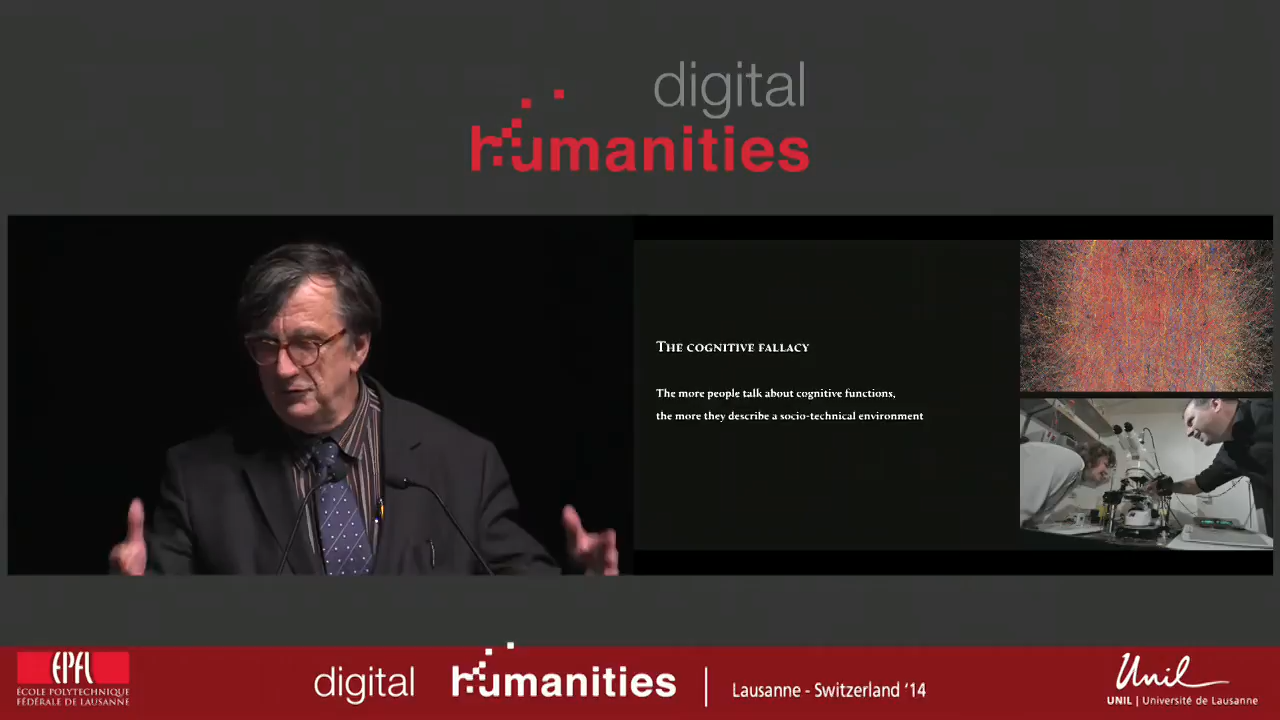 digital
humanities
THE COGNITIVE FALLACY
The more people talk about cognitive functions,
the more they describe a socio-technical environment
EPFL
ÉCOLE POLYTECHNIQUE
FÉDÉRALE DE LAUSANNE
digital humanities
Lausanne - Switzerland '14
Unil
UNIL | Université de Lausanne